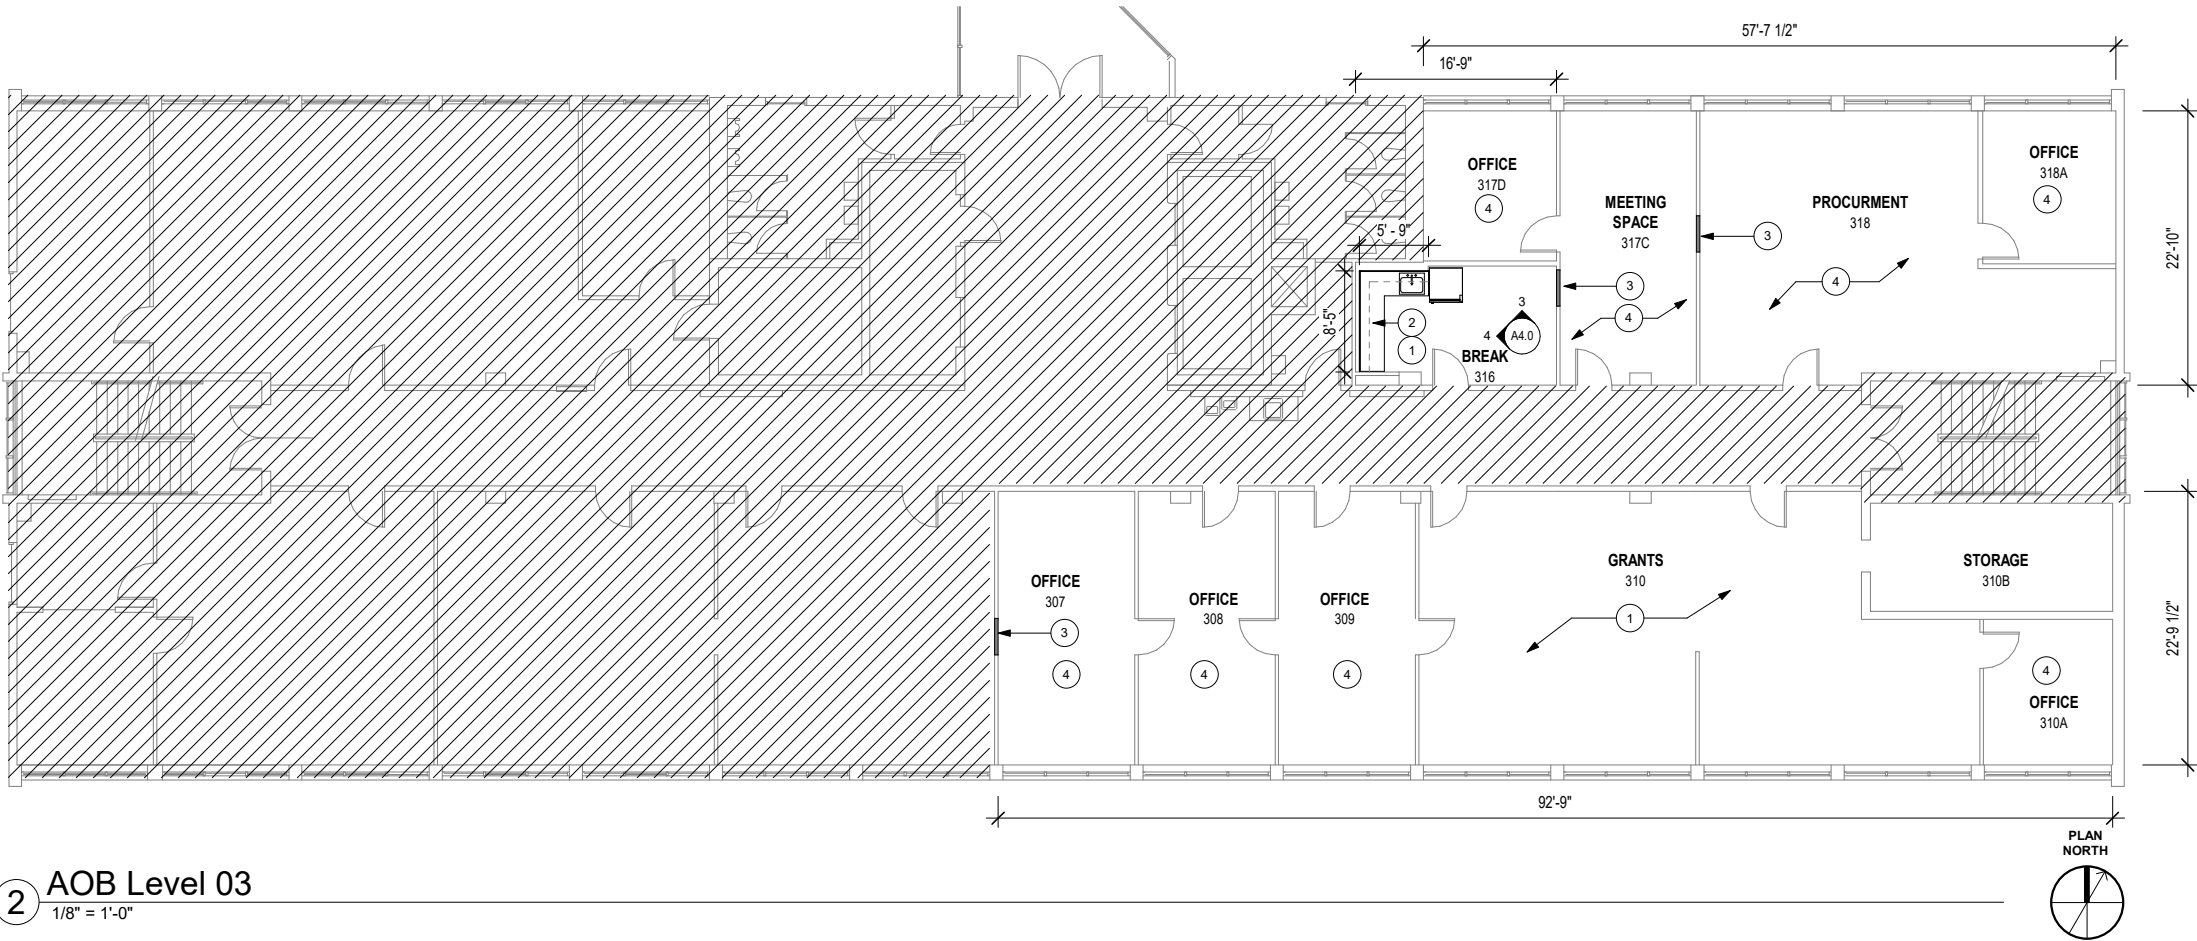 57'-7 1/2"
16'-9"
OFFICE
317D
4
MEETING
SPACE
317C
PROCURMENT
318
3
4
OFFICE
318A
4
22'-10"
5' - 9"
8'-5"
3
4
2
1
3
4
A4.0
BREAK
316
OFFICE
307
3
4
OFFICE
308
4
OFFICE
309
4
GRANTS
310
1
STORAGE
310B
4
OFFICE
310A
22'-9 1/2"
92'-9"
PLAN
NORTH
2
AOB Level 03
1/8" = 1'-0"